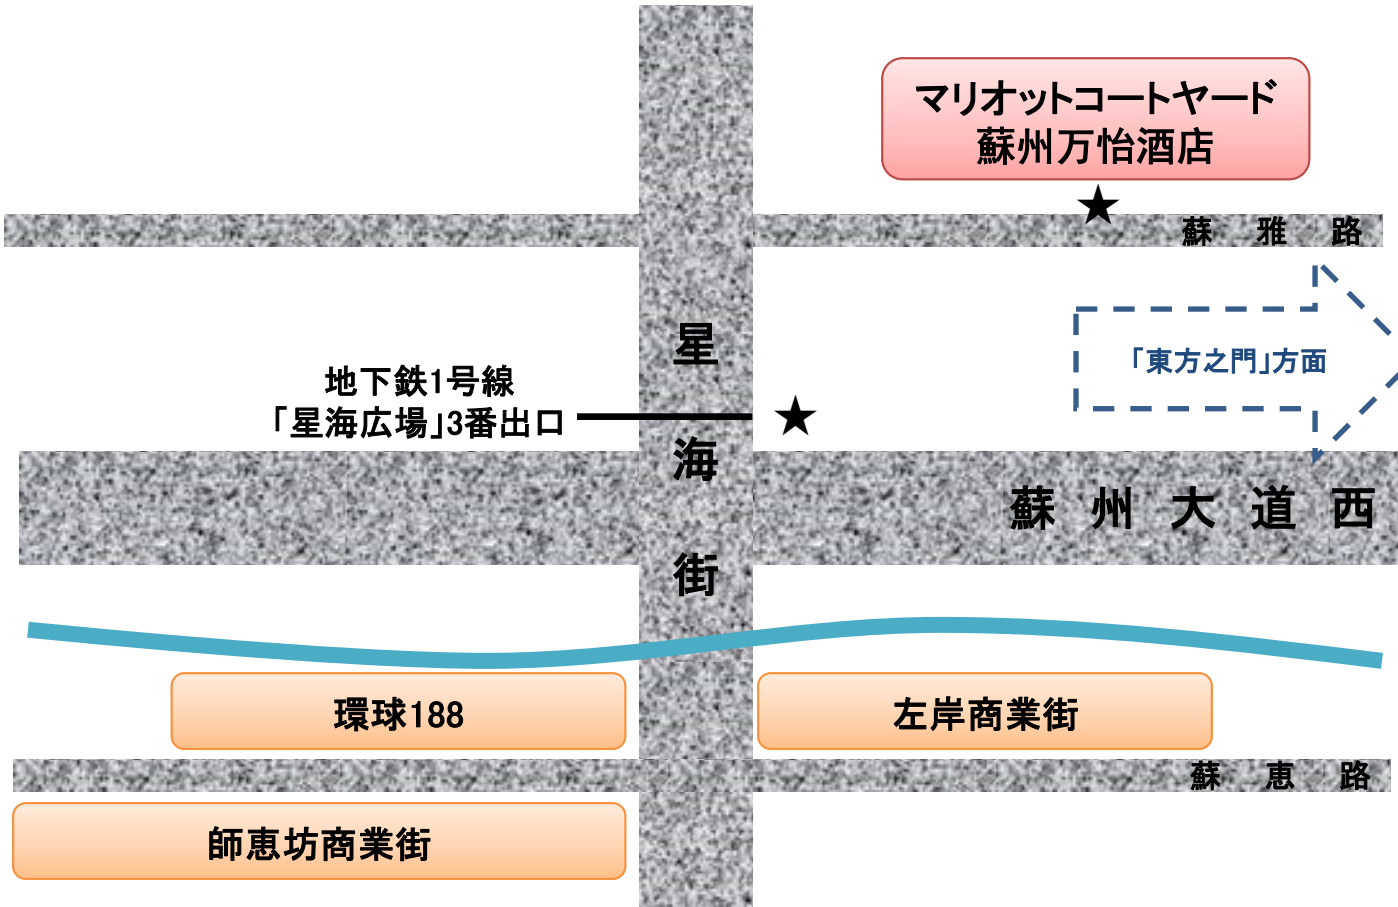 マリオットコートヤード
蘇州万怡酒店
蘇雅路
「東方之門」方面
地下鉄1号線
「星海広場」3番出口
星海街
蘇州大道西
環球188
左岸商業街
蘇恵路
師恵坊商業街